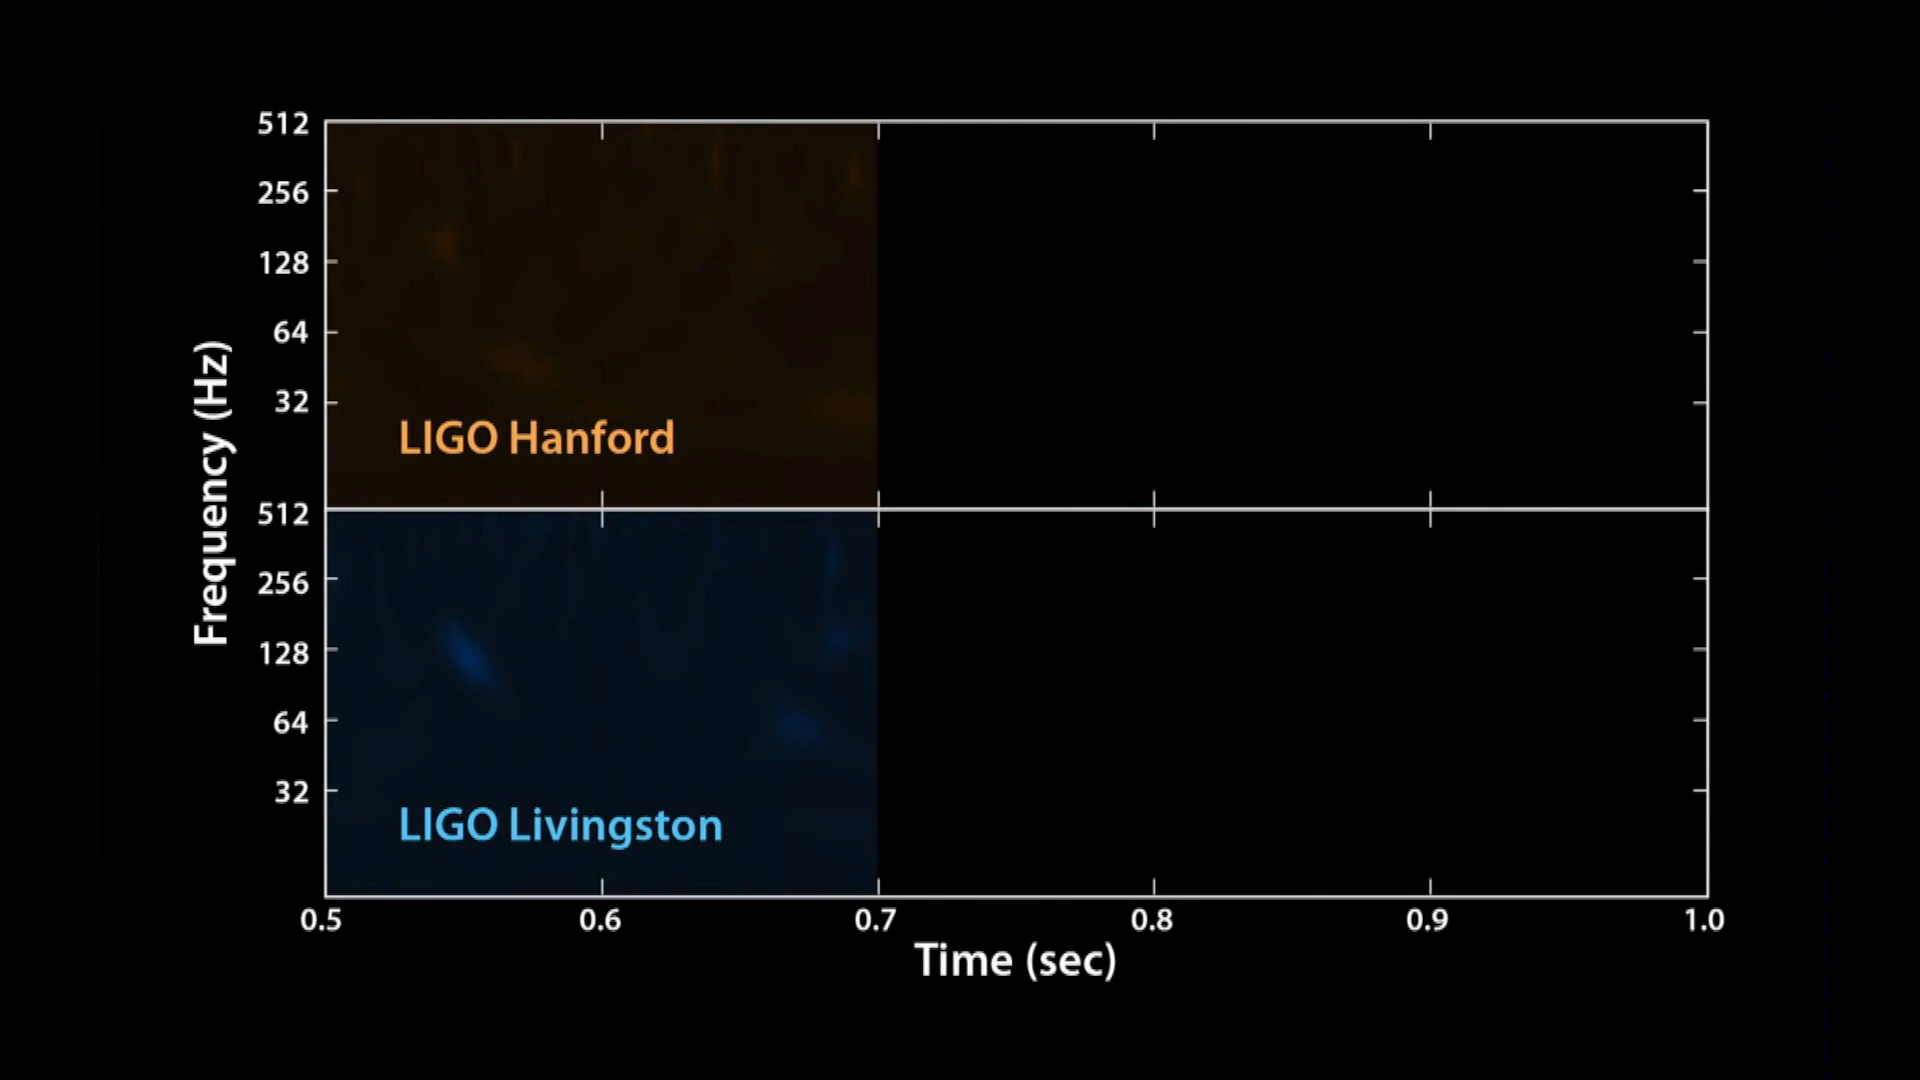 512
256
128
64
32
LIGO Hanford
Frequency (Hz)
512
256
128
64
32
LIGO Livingston
0.5 0.6 0.7 0.8 0.9 1.0
Time (sec)